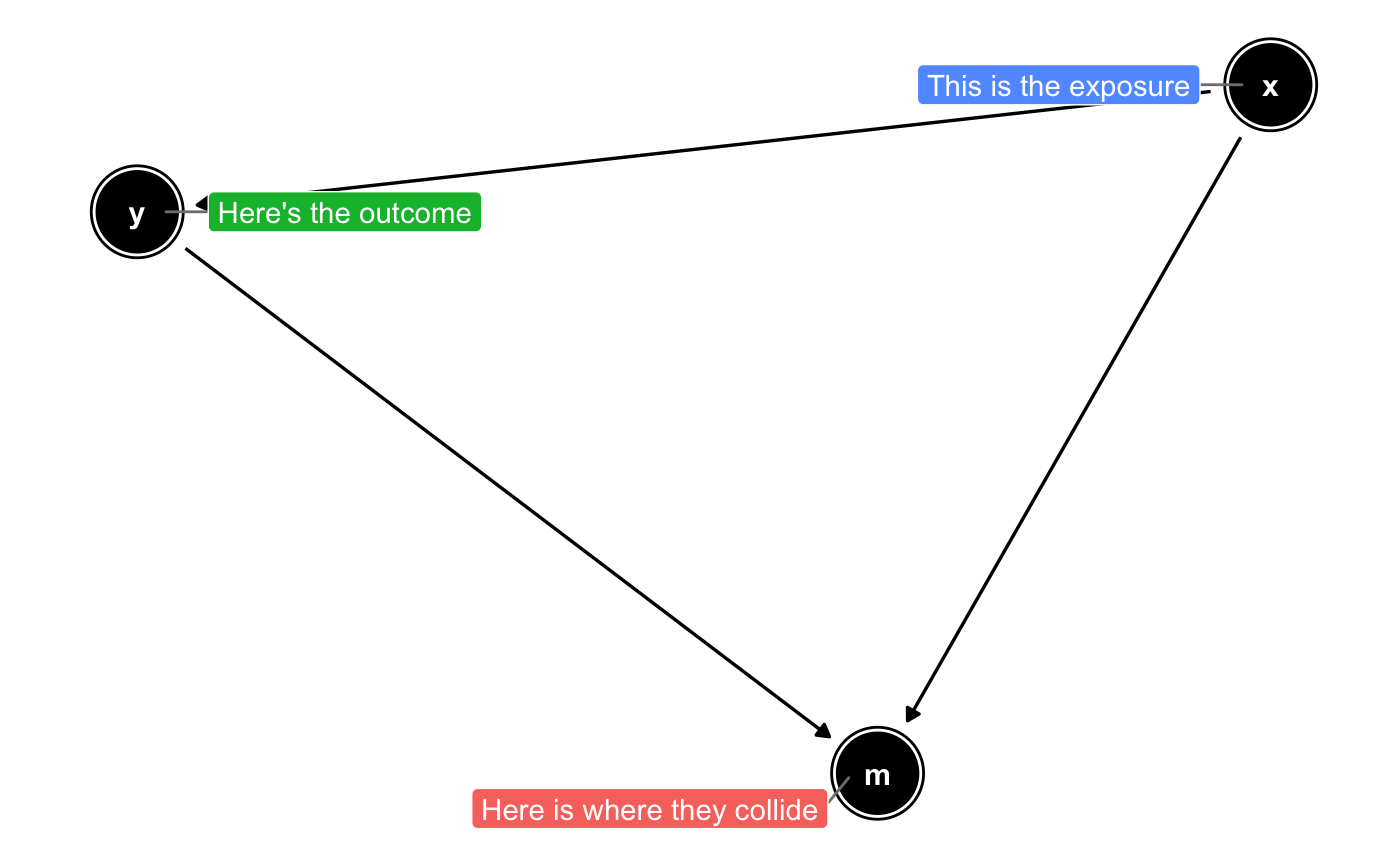 This is the exposure
x
y
Here's the outcome
m
Here is where they collide